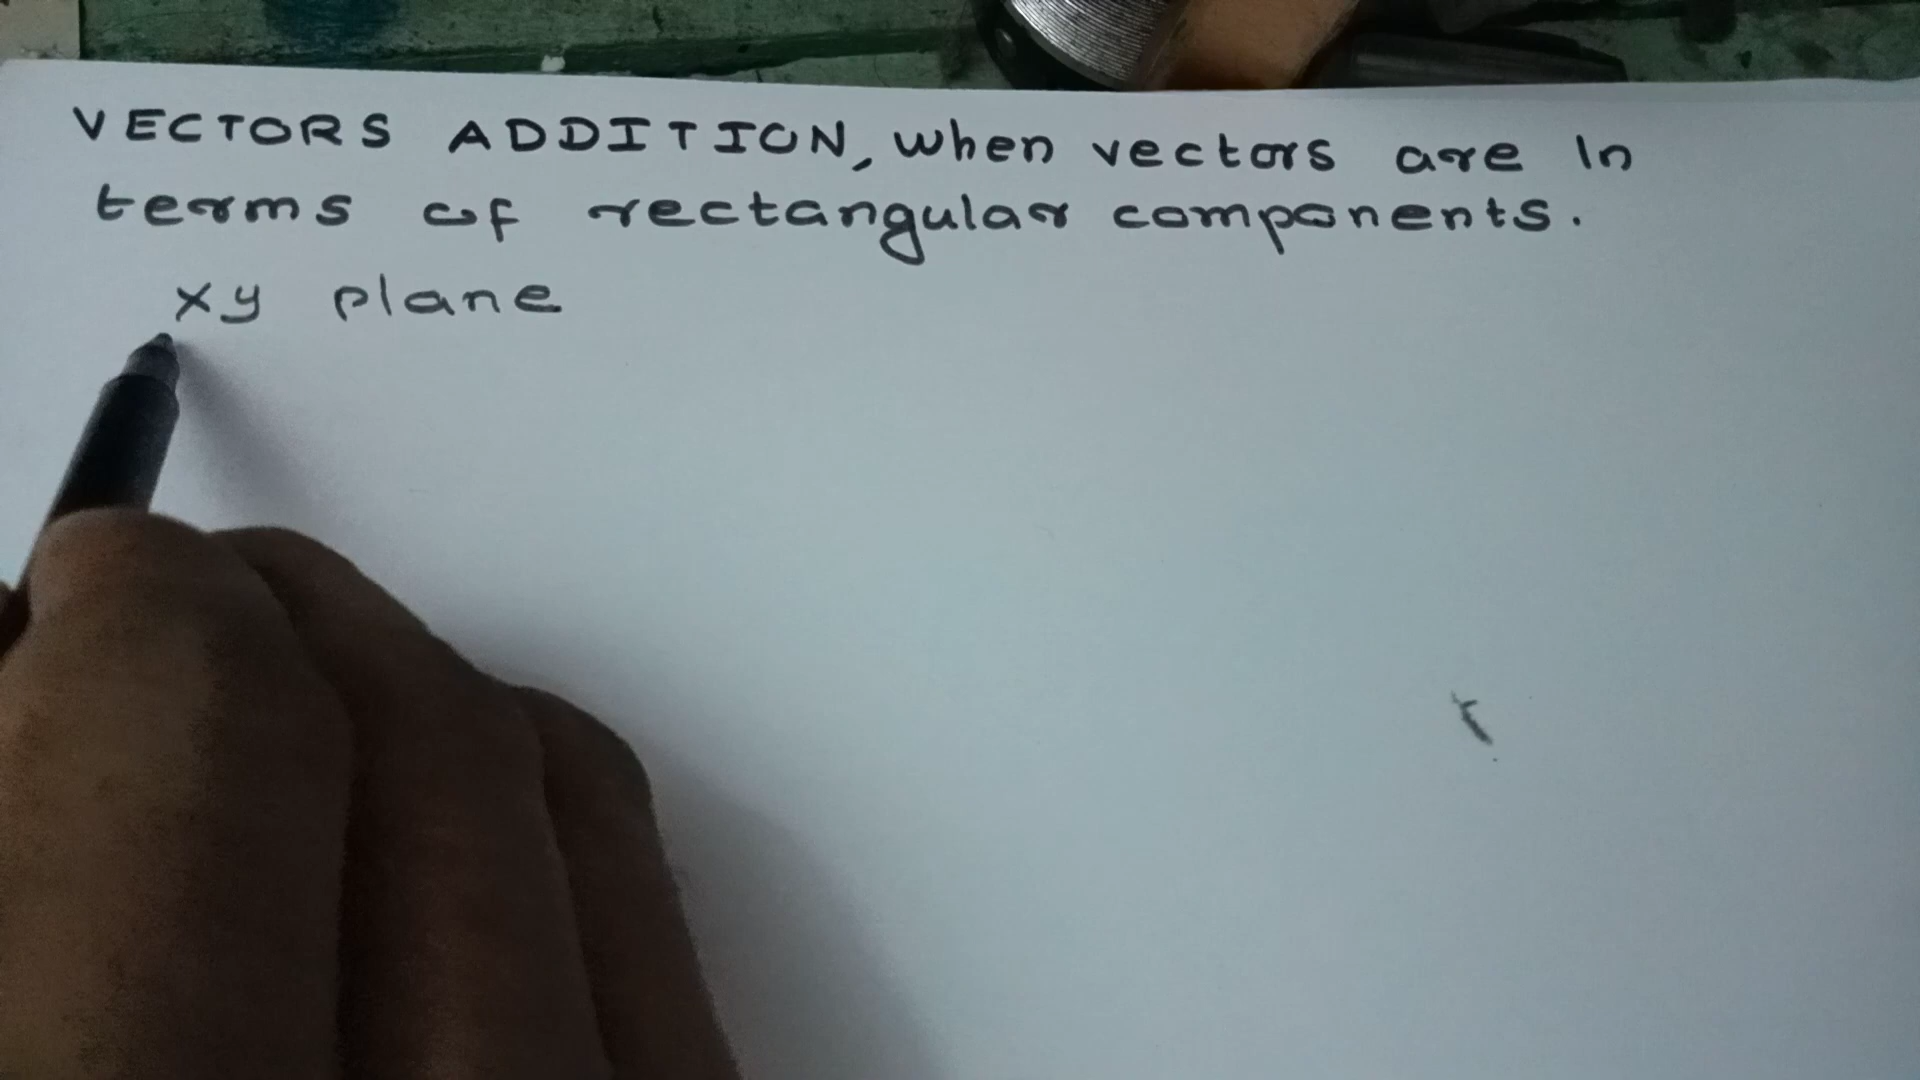 VECTORS ADDITION, when vectors are In
terms of rectangular components.
xy plane